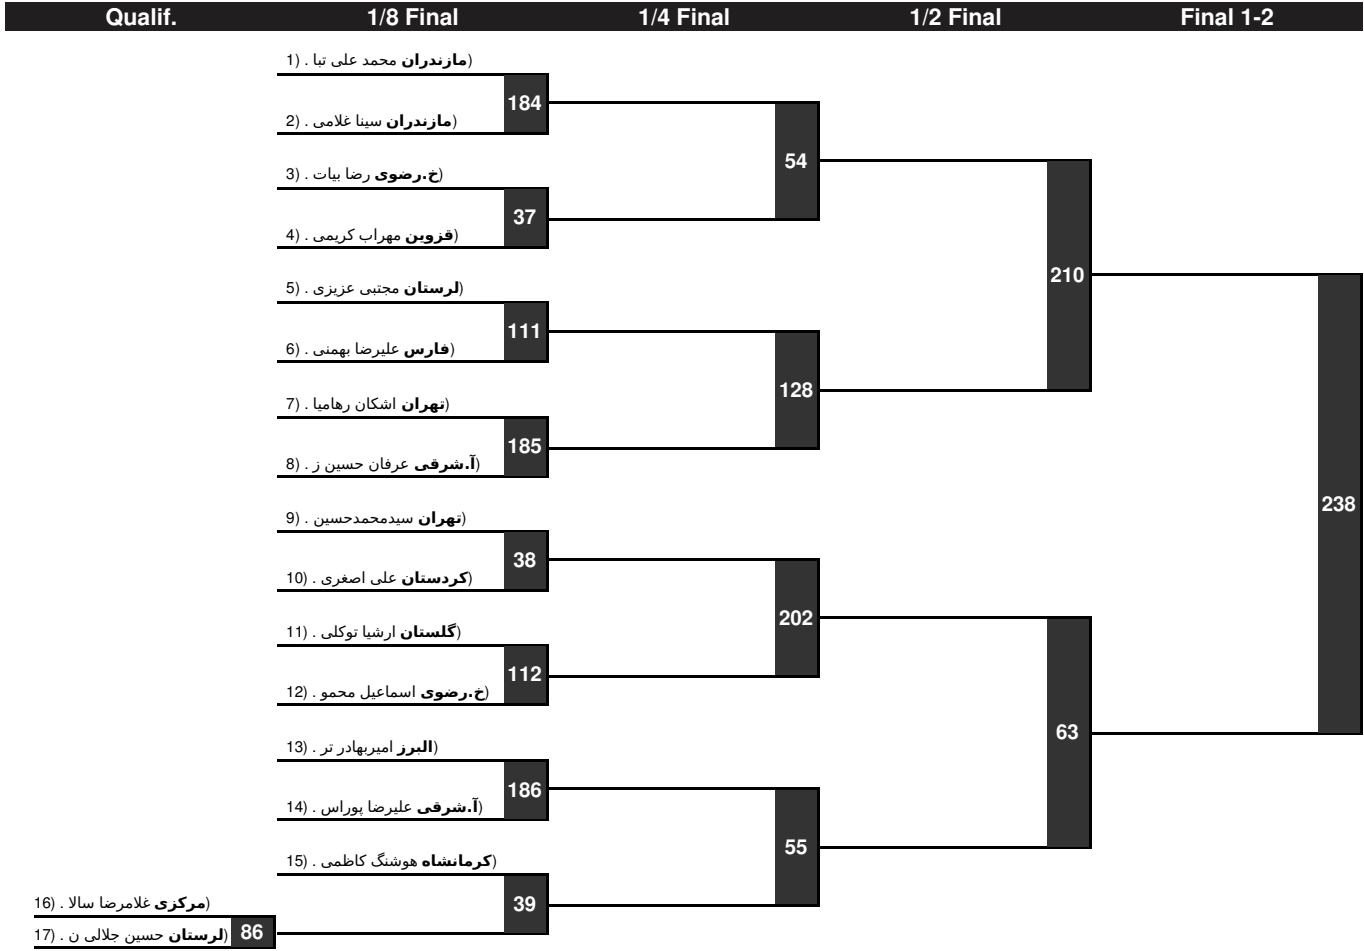 Qualif. 1/8 Final 1/4 Final 1/2 Final Final 1-2
1) . محمد علی تبا مازندران)
184
2) . سینا غلامی مازندران)
54
3) . رضا بیات خ.رضوی)
37
4) . مهراب کریمی قزوین)
210
5) . مجتبی عزیزی لرستان)
111
6) . علیرضا بهمنی فارس)
128
7) . اشکان رهامیا تهران)
185
8) . عرفان حسین ز آ.شرقی)
238
9) . سیدمحمدحسین تهران)
38
10) . علی اصغری کردستان)
202
11) . ارشیا توکلی گلستان)
112
12) . اسماعیل محمو خ.رضوی)
63
13) . امیربهادر تر البرز)
186
14) . علیرضا پوراس آ.شرقی)
55
15) . هوشنگ کاظمی کرمانشاه)
39
16) . غلامرضا سالا مرکزی)
86
17) . حسین جلالی ن لرستان)